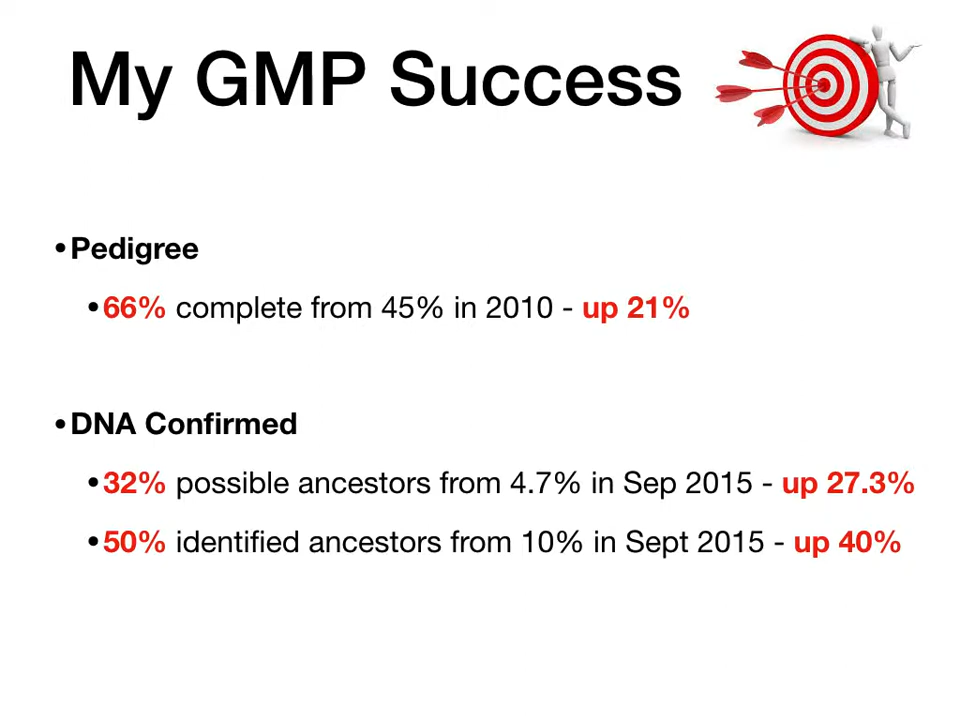 My GMP Success
•Pedigree
•66% complete from 45% in 2010 - up 21%
•DNA Confirmed
•32% possible ancestors from 4.7% in Sep 2015 - up 27.3%
•50% identified ancestors from 10% in Sept 2015 - up 40%